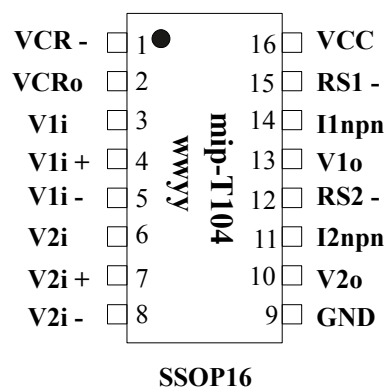 VCR - 1 16 VCC
VCRo 2 15 RS1 -
V1i 3 14 I1npn
V1i + 4 13 V1o
V1i - 5 12 RS2 -
V2i 6 11 I2npn
V2i + 7 10 V2o
V2i - 8 9 GND
mip-T104
wwyy
SSOP16